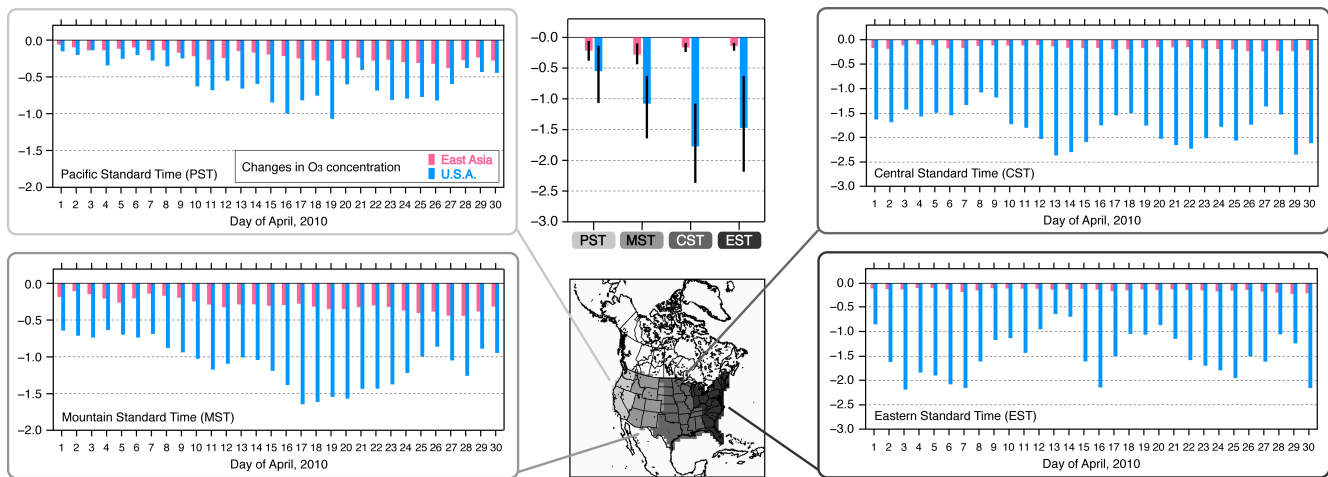 0.0
−0.5
−1.0
−1.5
−2.0
Pacific Standard Time (PST)
Changes in O₃ concentration
East Asia
U.S.A.
1 2 3 4 5 6 7 8 9 10 11 12 13 14 15 16 17 18 19 20 21 22 23 24 25 26 27 28 29 30
Day of April, 2010
−0.0
−0.5
−1.0
−1.5
−2.0
−2.5
−3.0
PST MST CST EST
0.0
−0.5
−1.0
−1.5
−2.0
−2.5
−3.0
Central Standard Time (CST)
1 2 3 4 5 6 7 8 9 10 11 12 13 14 15 16 17 18 19 20 21 22 23 24 25 26 27 28 29 30
Day of April, 2010
0.0
−0.5
−1.0
−1.5
−2.0
Mountain Standard Time (MST)
1 2 3 4 5 6 7 8 9 10 11 12 13 14 15 16 17 18 19 20 21 22 23 24 25 26 27 28 29 30
Day of April, 2010
0.0
−0.5
−1.0
−1.5
−2.0
−2.5
−3.0
Eastern Standard Time (EST)
1 2 3 4 5 6 7 8 9 10 11 12 13 14 15 16 17 18 19 20 21 22 23 24 25 26 27 28 29 30
Day of April, 2010